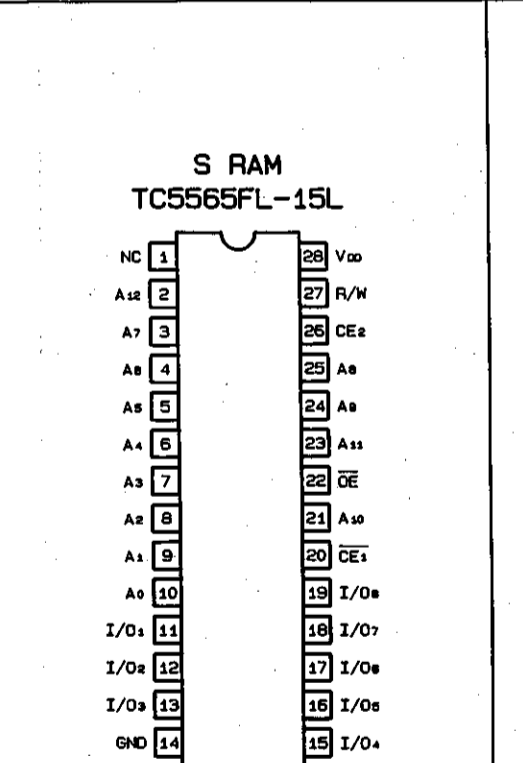 S RAM
TC5565FL-15L
NC 1 28 VDD
A12 2 27 R/W
A7 3 26 CE2
A6 4 25 A8
A5 5 24 A9
A4 6 23 A11
A3 7 22 OE
A2 8 21 A10
A1 9 20 CE1
A0 10 19 I/O8
I/O1 11 18 I/O7
I/O2 12 17 I/O6
I/O3 13 16 I/O5
GND 14 15 I/O4